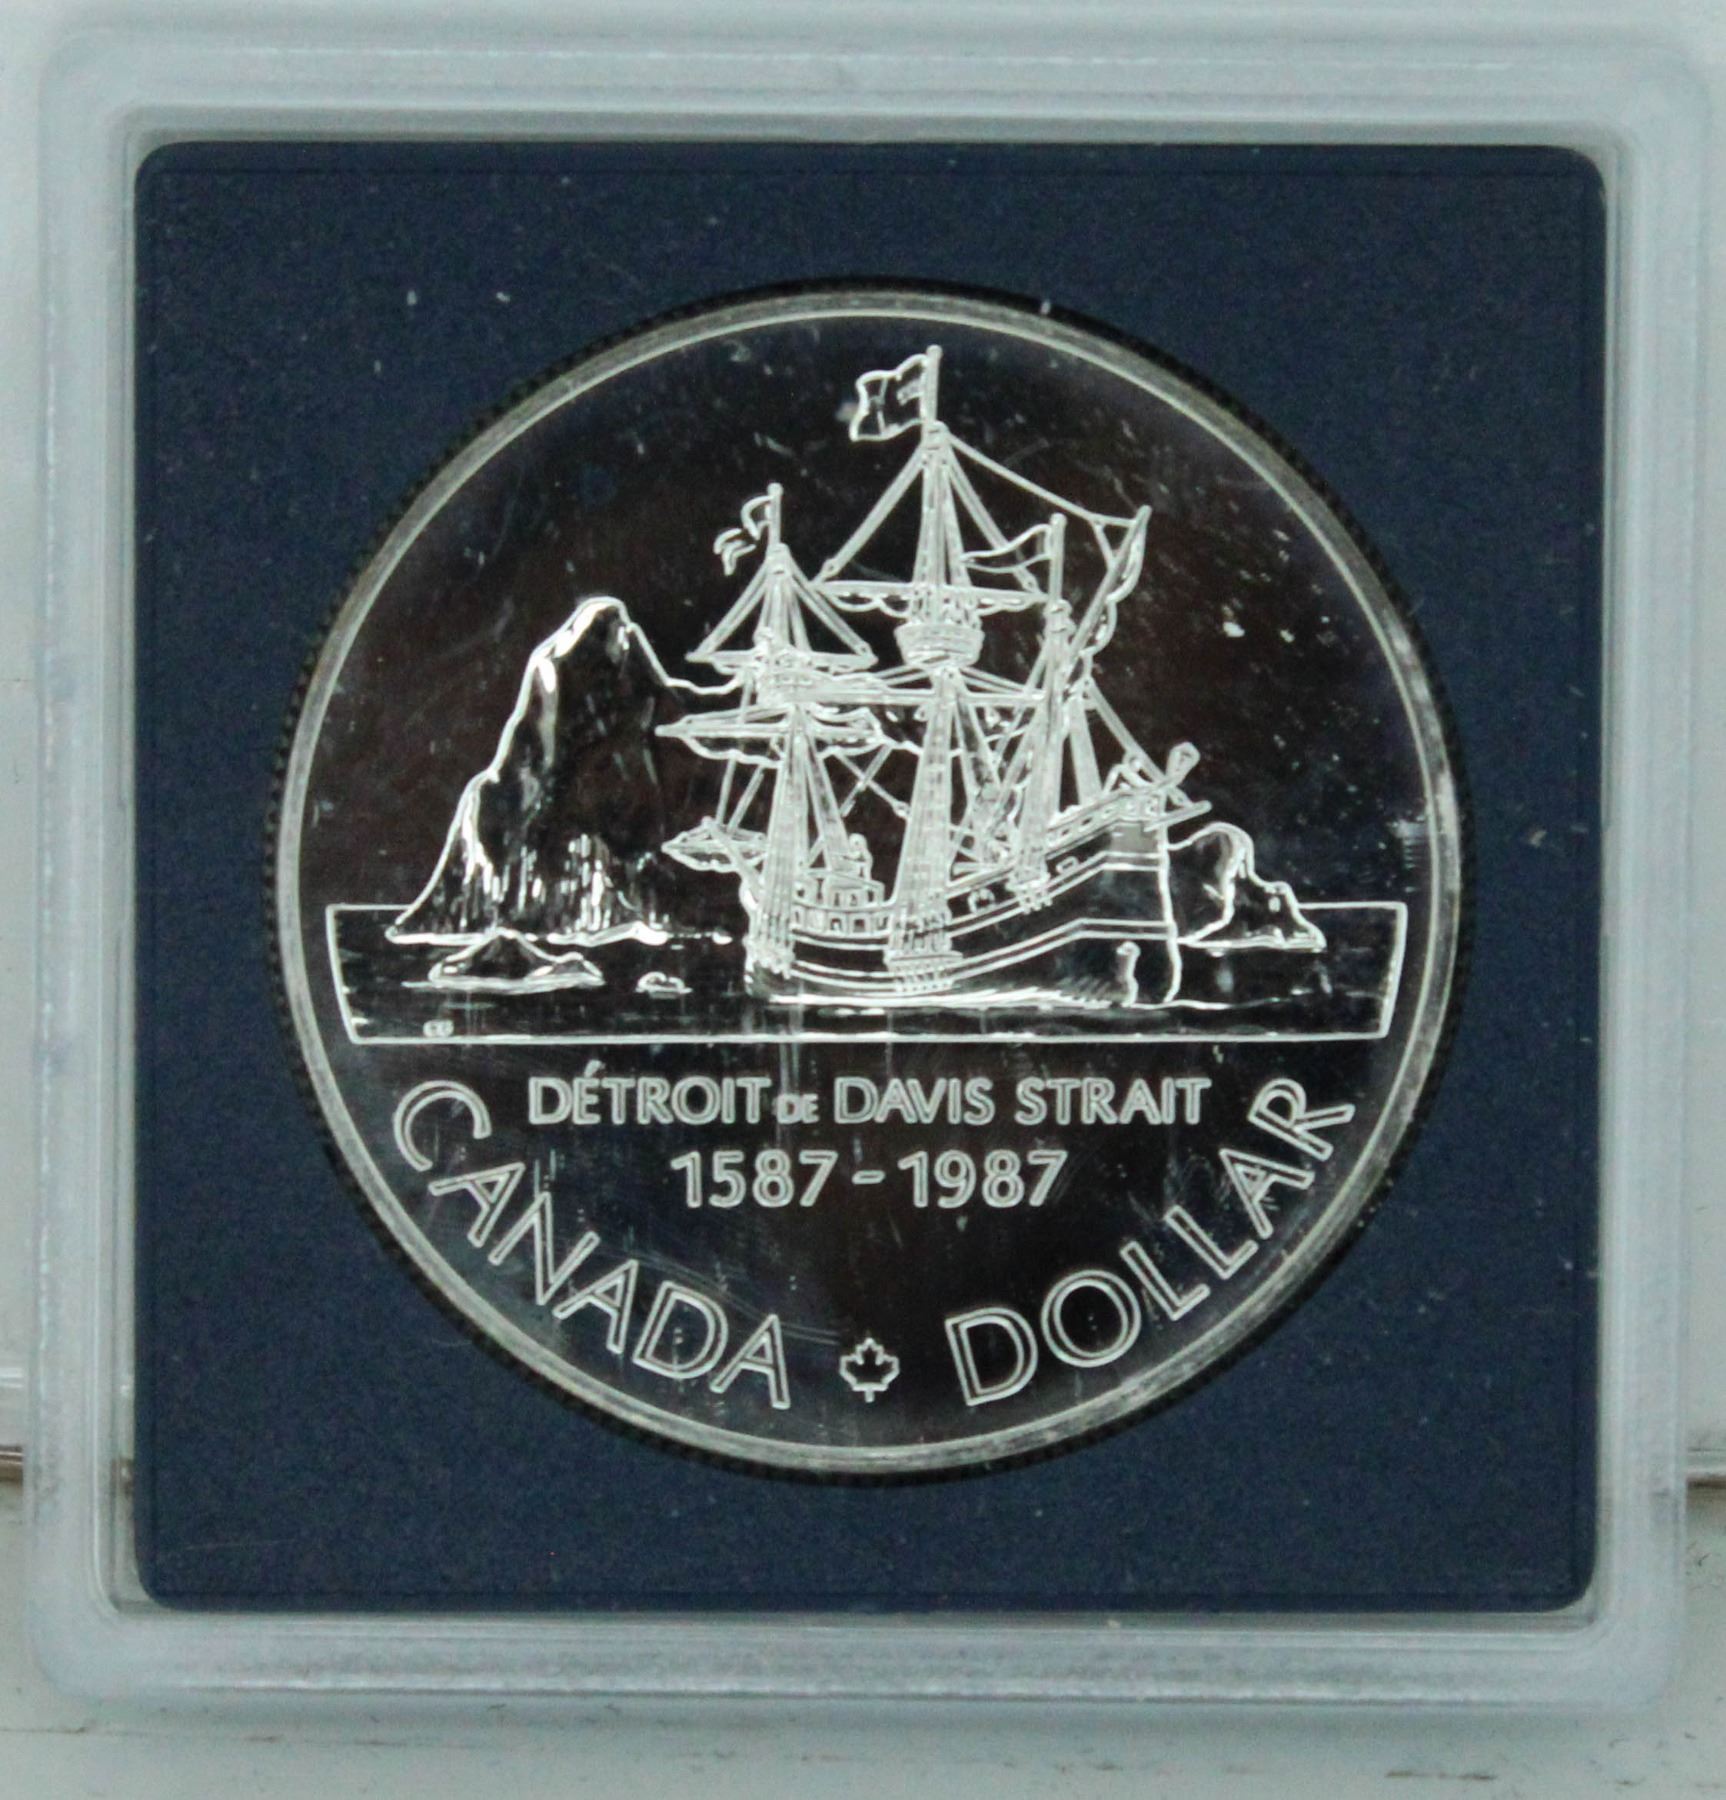 DÉTROIT DE DAVIS STRAIT
1587-1987
CANADA DOLLAR